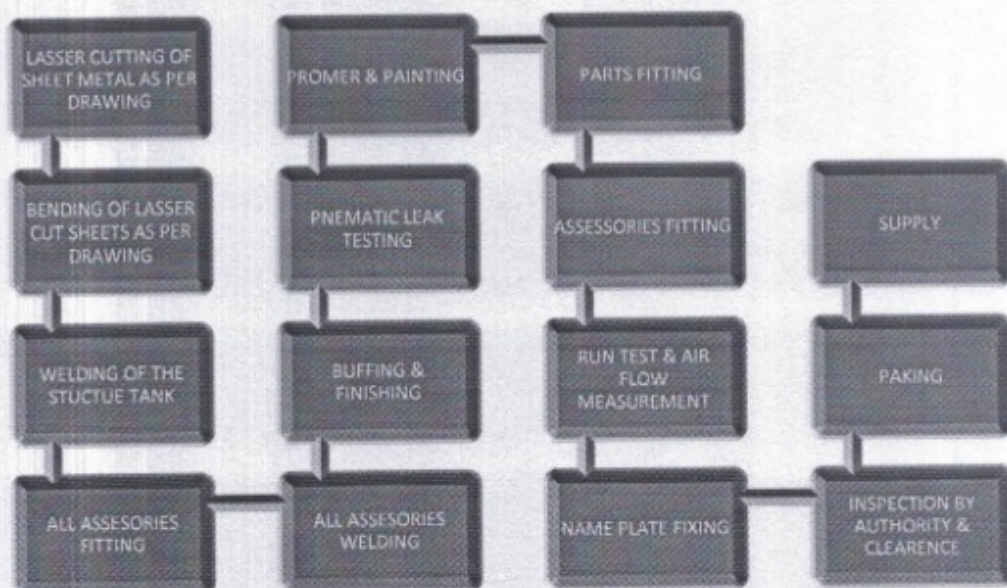 LASSER CUTTING OF
SHEET METAL AS PER
DRAWING
BENDING OF LASSER
CUT SHEETS AS PER
DRAWING
WELDING OF THE
STUCTUE TANK
ALL ASSESORIES
FITTING
ALL ASSESORIES
WELDING
BUFFING &
FINISHING
PNEMATIC LEAK
TESTING
PROMER & PAINTING
PARTS FITTING
ASSESSORIES FITTING
RUN TEST & AIR
FLOW
MEASUREMENT
NAME PLATE FIXING
INSPECTION BY
AUTHORITY &
CLEARENCE
PAKING
SUPPLY